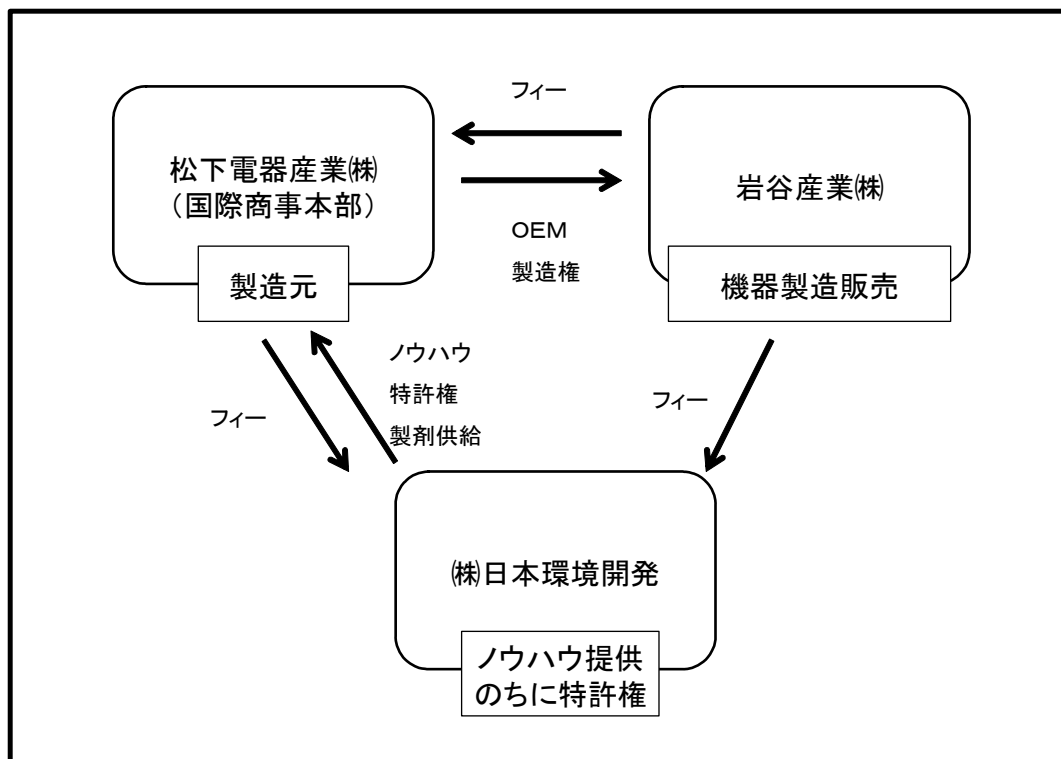 フィー
松下電器産業㈱
(国際商事本部)
岩谷産業㈱
OEM
製造権
製造元
機器製造販売
ノウハウ
特許権
製剤供給
フィー
フィー
㈱日本環境開発
ノウハウ提供
のちに特許権